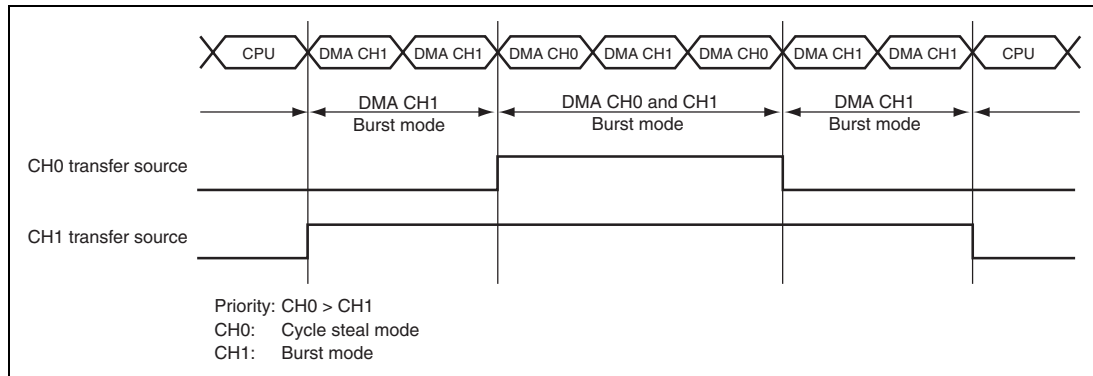 CPU DMA CH1 DMA CH1 DMA CH0 DMA CH1 DMA CH0 DMA CH1 DMA CH1 CPU
DMA CH1 DMA CH0 and CH1 DMA CH1
Burst mode Burst mode Burst mode
CH0 transfer source
CH1 transfer source
Priority: CH0 > CH1
CH0: Cycle steal mode
CH1: Burst mode